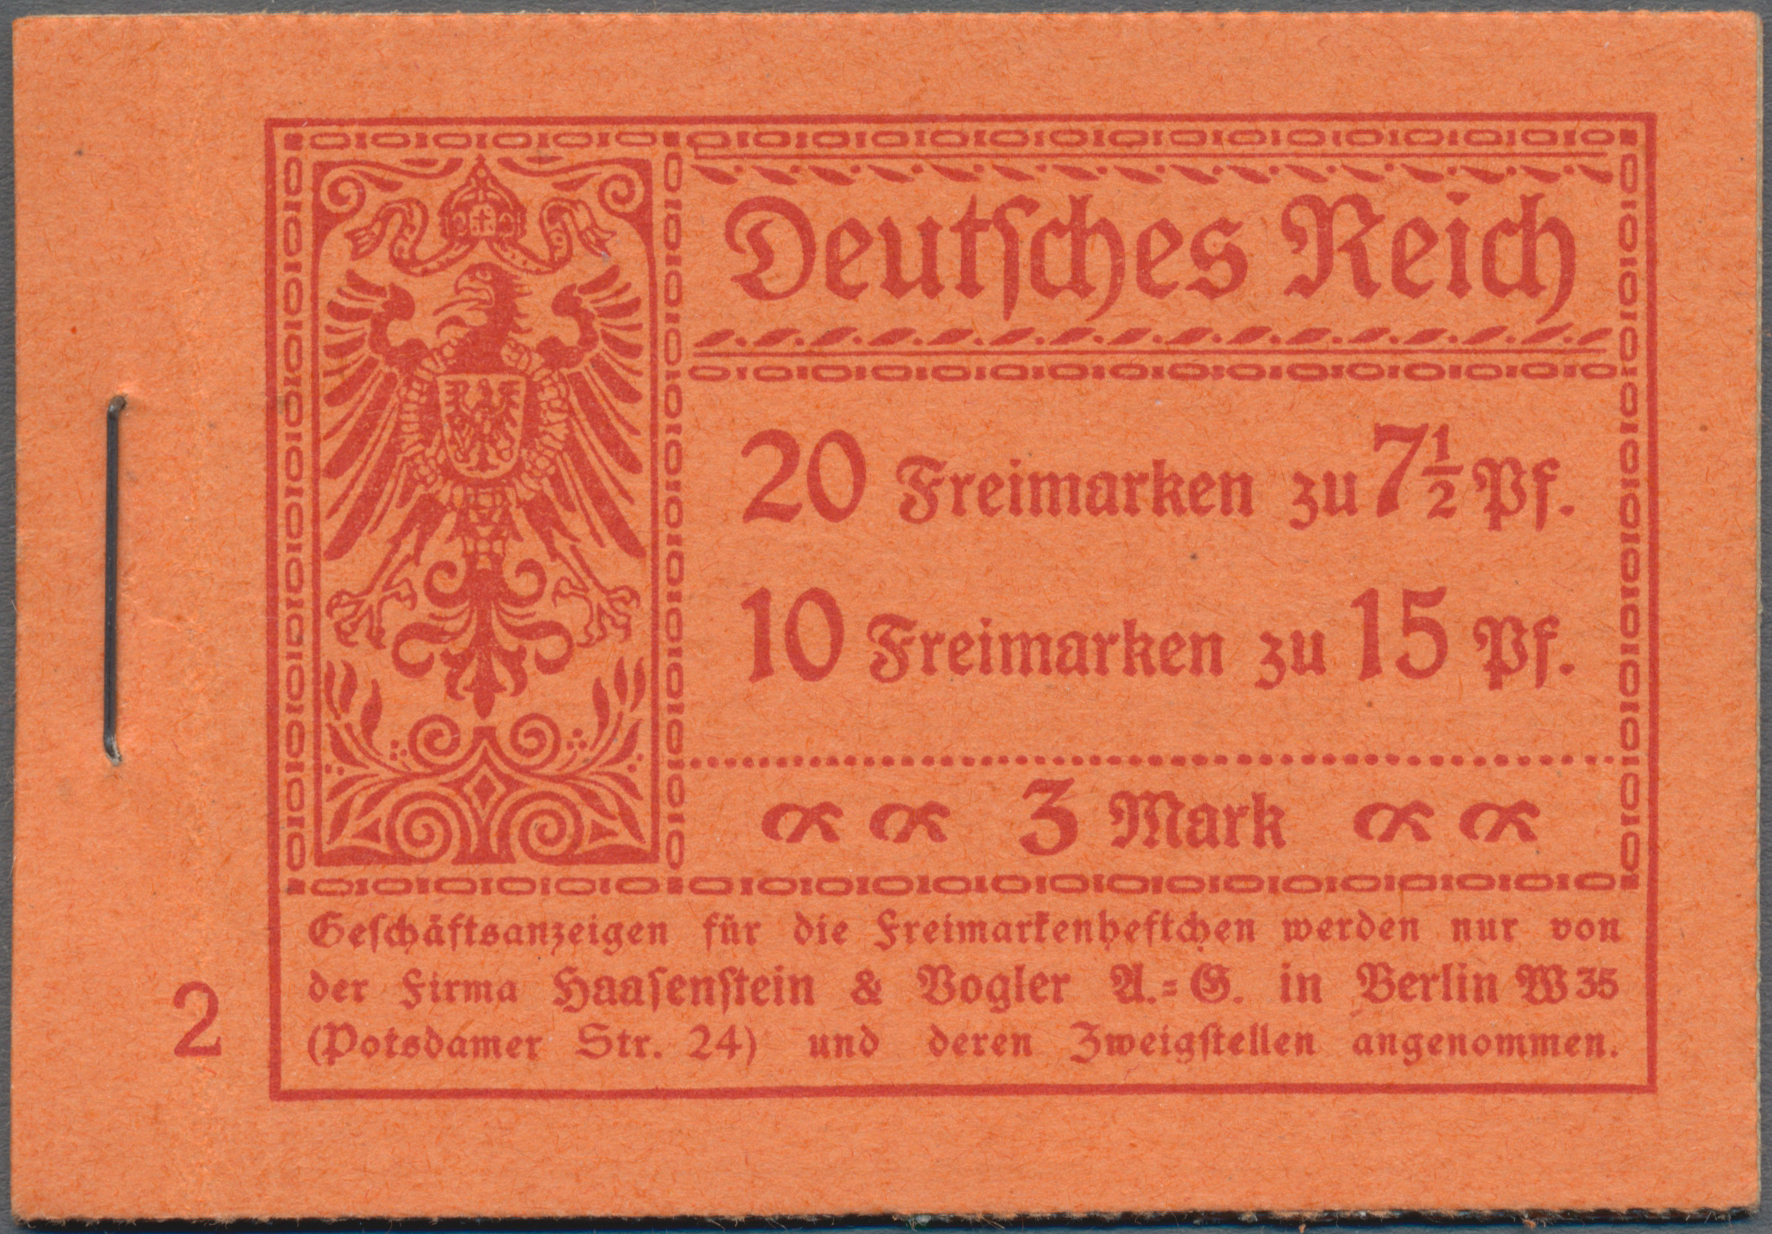 Deutsches Reich
20 Freimarken zu 7½ Pf.
10 Freimarken zu 15 Pf.
3 Mark
Geschäftsanzeigen für die Freimarkenheftchen werden nur von
der Firma Haasenstein & Vogler A.=G. in Berlin W 35
(Potsdamer Str. 24) und deren Zweigstellen angenommen.
2